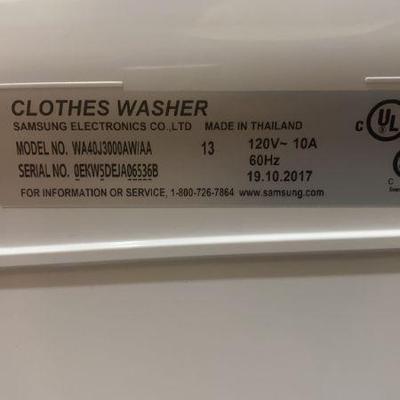 CLOTHES WASHER
SAMSUNG ELECTRONICS CO.,LTD MADE IN THAILAND
MODEL NO. WA40J3000AW/AA 13 120V~ 10A
60Hz
SERIAL NO. 0EKW5DEJA06536B 19.10.2017
FOR INFORMATION OR SERVICE, 1-800-726-7864 www.samsung.com
C UL